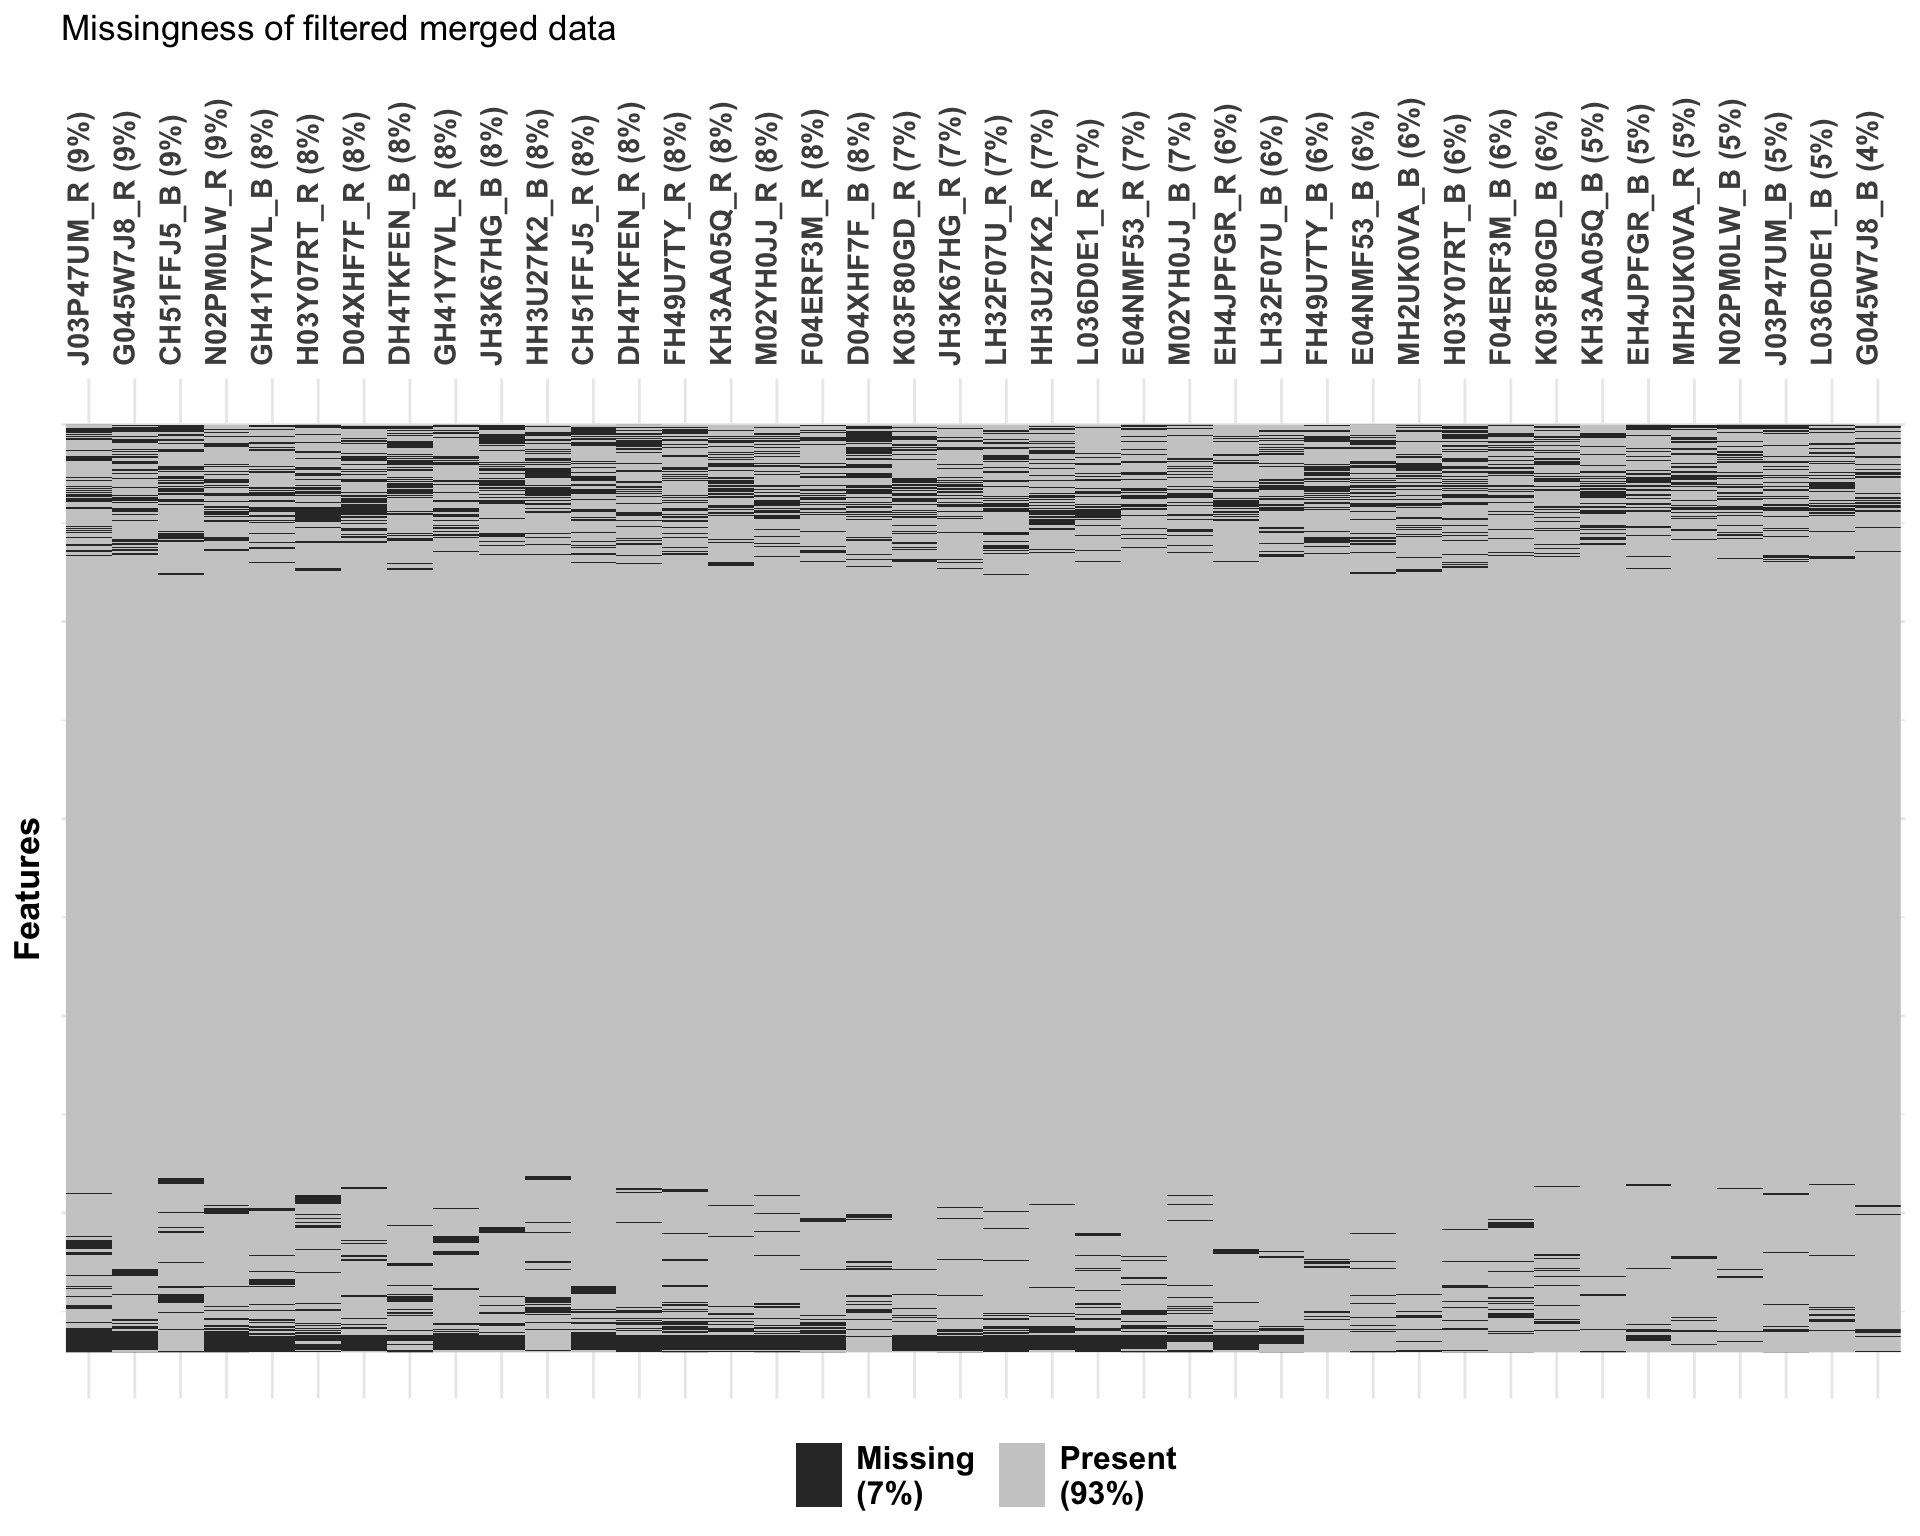 Missingness of filtered merged data
J03P47UM_R (9%)
G045W7J8_R (9%)
CH51FFJ5_B (9%)
N02PM0LW_R (9%)
GH41Y7VL_B (8%)
H03Y07RT_R (8%)
D04XHF7F_R (8%)
DH4TKFEN_B (8%)
GH41Y7VL_R (8%)
JH3K67HG_B (8%)
HH3U27K2_B (8%)
CH51FFJ5_R (8%)
DH4TKFEN_R (8%)
FH49U7TY_R (8%)
KH3AA05Q_R (8%)
M02YH0JJ_R (8%)
F04ERF3M_R (8%)
D04XHF7F_B (8%)
K03F80GD_R (7%)
JH3K67HG_R (7%)
LH32F07U_R (7%)
HH3U27K2_R (7%)
L036D0E1_R (7%)
E04NMF53_R (7%)
M02YH0JJ_B (7%)
EH4JPFGR_R (6%)
LH32F07U_B (6%)
FH49U7TY_B (6%)
E04NMF53_B (6%)
MH2UK0VA_B (6%)
H03Y07RT_B (6%)
F04ERF3M_B (6%)
K03F80GD_B (6%)
KH3AA05Q_B (5%)
EH4JPFGR_B (5%)
MH2UK0VA_R (5%)
N02PM0LW_B (5%)
J03P47UM_B (5%)
L036D0E1_B (5%)
G045W7J8_B (4%)
Features
Missing
(7%)
Present
(93%)